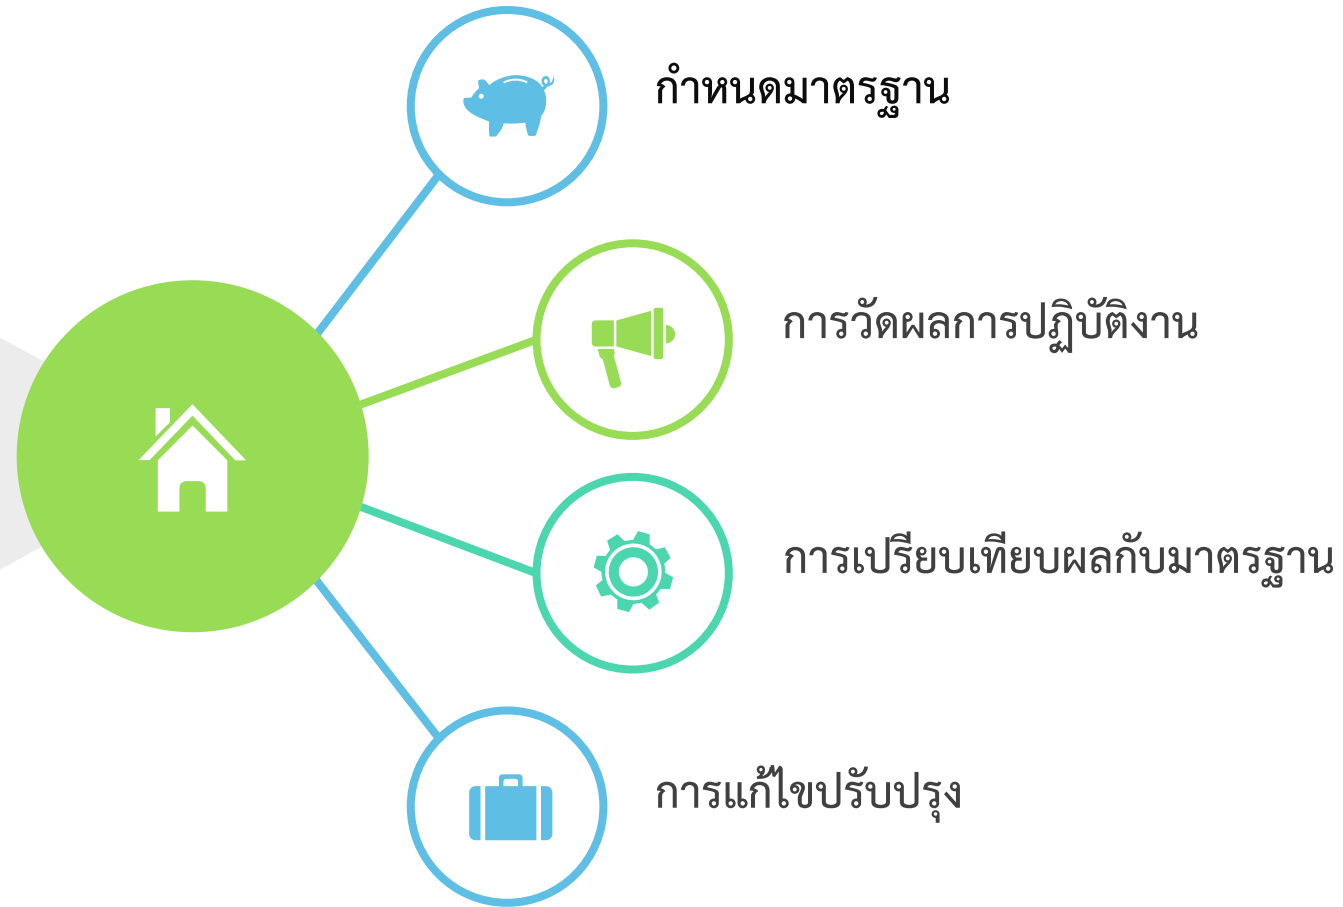 กำหนดมาตรฐาน
การวัดผลการปฏิบัติงาน
การเปรียบเทียบผลกับมาตรฐาน
การแก้ไขปรับปรุง